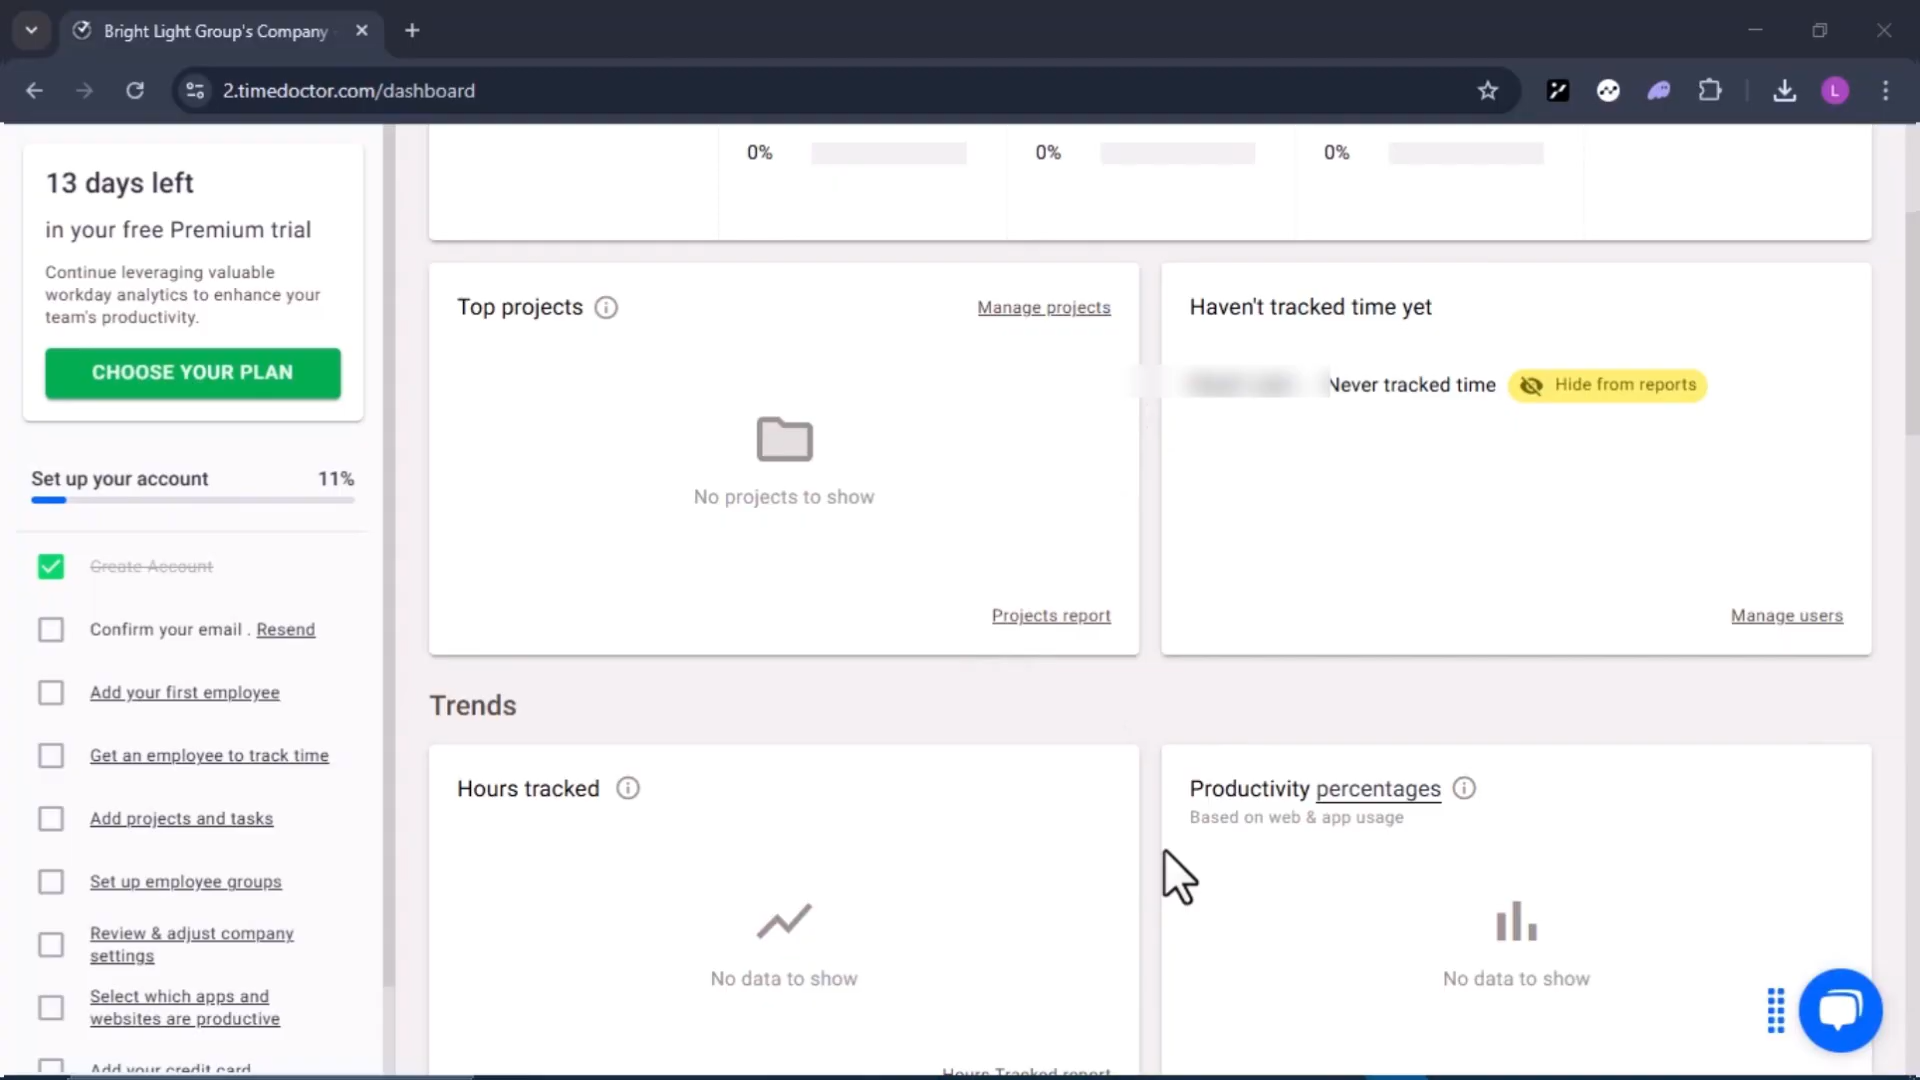 Bright Light Group's Company
2.timedoctor.com/dashboard
L
13 days left
in your free Premium trial
Continue leveraging valuable
workday analytics to enhance your
team's productivity.
CHOOSE YOUR PLAN
Set up your account 11%
Create Account
Confirm your email . Resend
Add your first employee
Get an employee to track time
Add projects and tasks
Set up employee groups
Review & adjust company
settings
Select which apps and
websites are productive
Add your credit card
0% 0% 0%
Top projects Manage projects
No projects to show
Projects report
Haven't tracked time yet
Never tracked time Hide from reports
Manage users
Trends
Hours tracked
No data to show
Hours Tracked report
Productivity percentages
Based on web & app usage
No data to show